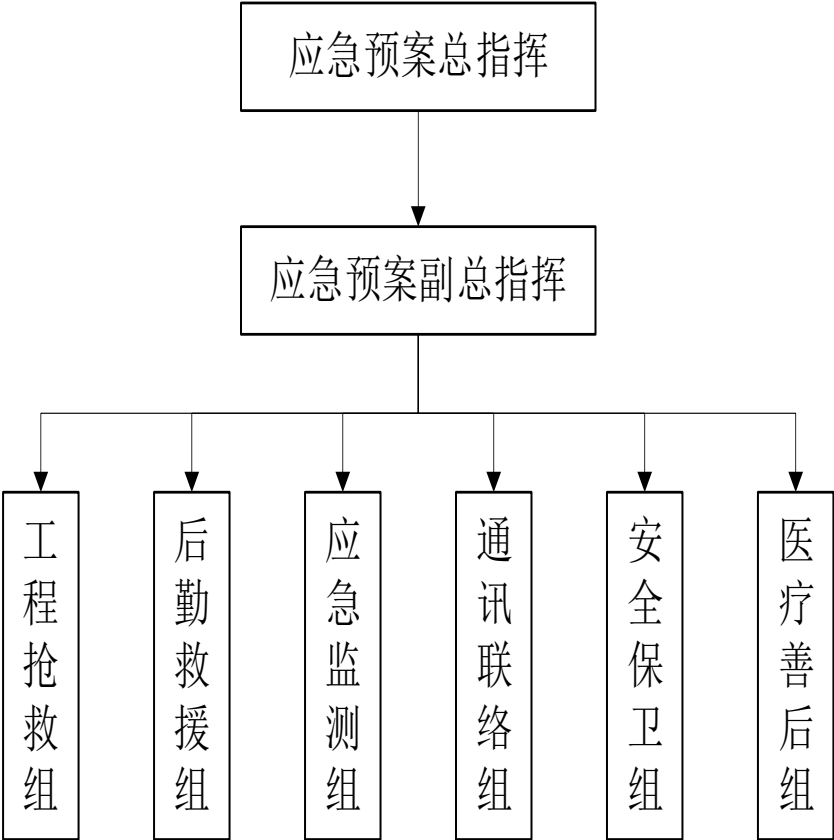 应急预案总指挥
应急预案副总指挥
工程抢救组
后勤救援组
应急监测组
通讯联络组
安全保卫组
医疗善后组